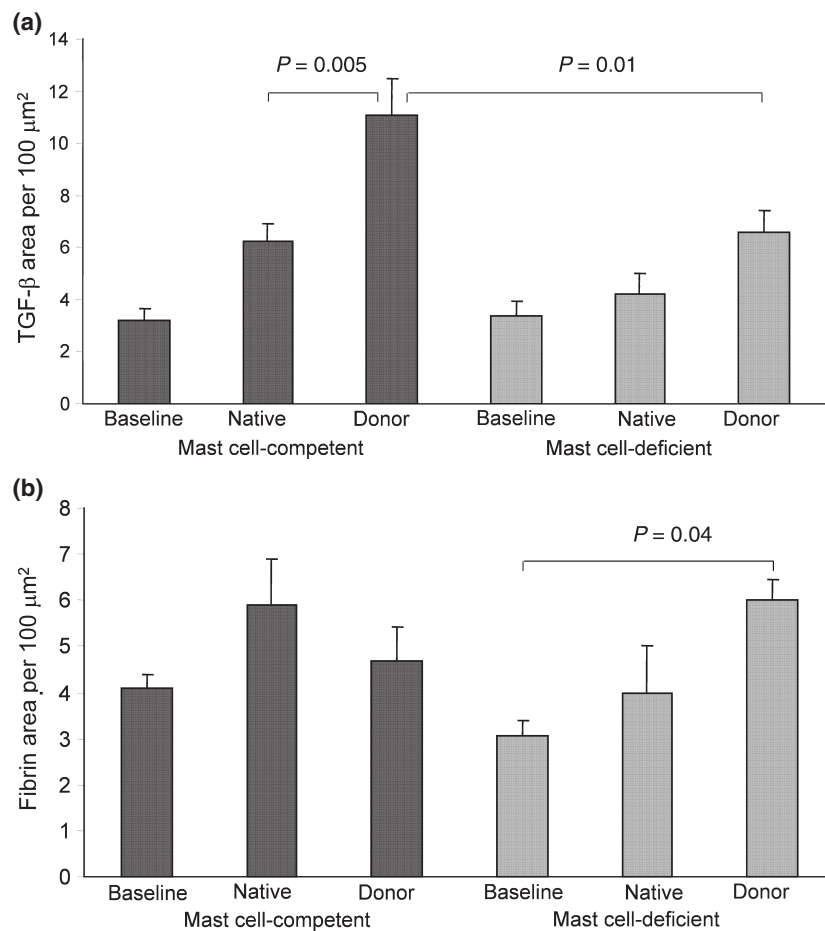 (a)
14
P = 0.005
P = 0.01
12
10
8
6
4
2
0
TGF-β area per 100 μm²
Baseline Native Donor Baseline Native Donor
Mast cell-competent Mast cell-deficient
(b)
8
P = 0.04
7
6
5
4
3
2
1
0
Fibrin area per 100 μm²
Baseline Native Donor Baseline Native Donor
Mast cell-competent Mast cell-deficient